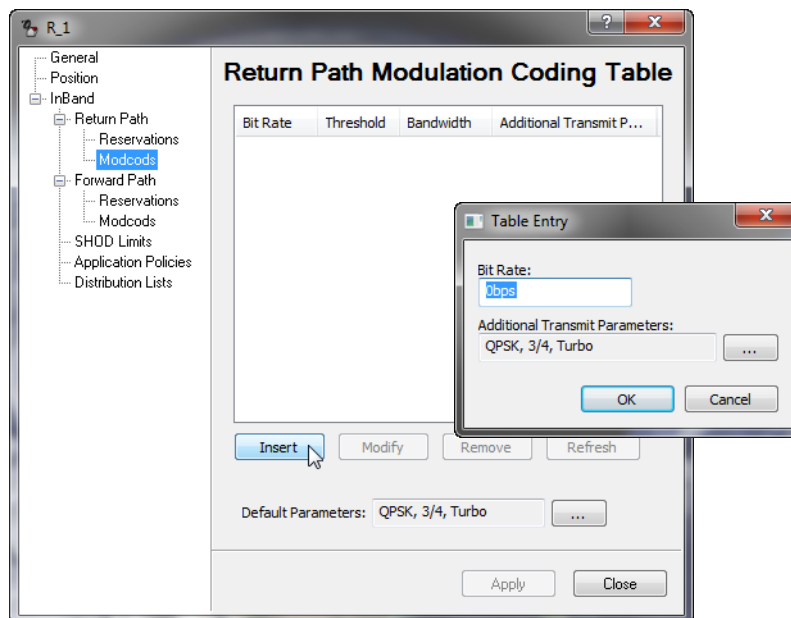 R_1
General
Position
InBand
Return Path
Reservations
Modcods
Forward Path
Reservations
Modcods
SHOD Limits
Application Policies
Distribution Lists
Return Path Modulation Coding Table
Bit Rate Threshold Bandwidth Additional Transmit P...
Table Entry
Bit Rate:
0bps
Additional Transmit Parameters:
QPSK, 3/4, Turbo ...
OK Cancel
Insert Modify Remove Refresh
Default Parameters: QPSK, 3/4, Turbo ...
Apply Close